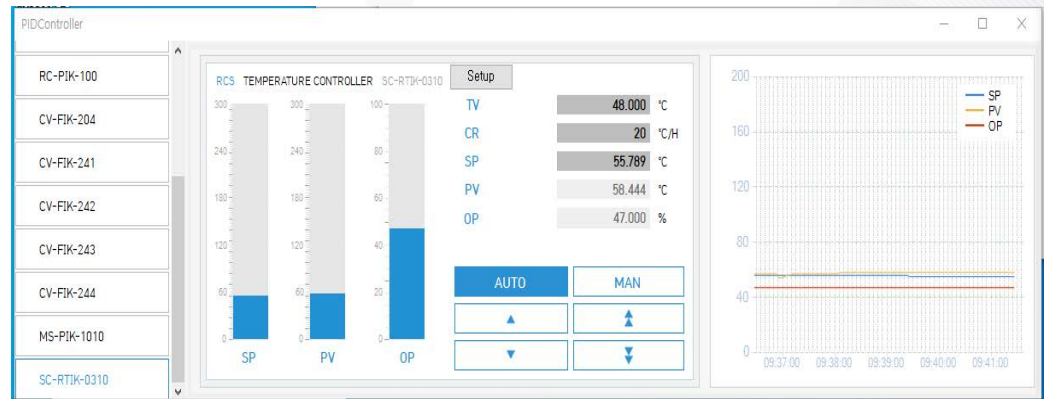 PIDController
RC-PIK-100
CV-FIK-204
CV-FIK-241
CV-FIK-242
CV-FIK-243
CV-FIK-244
MS-PIK-1010
SC-RTIK-0310
RCS TEMPERATURE CONTROLLER SC-RTIK-0310 Setup
300 300 100
240 240 80
180 180 60
120 120 40
60 60 20
0 0 0
SP PV OP
TV 48.000 °C
CR 20 °C/H
SP 55.789 °C
PV 58.444 °C
OP 47.000 %
AUTO MAN
200
160
120
80
40
0
SP
PV
OP
09:37:00 09:38:00 09:39:00 09:40:00 09:41:00